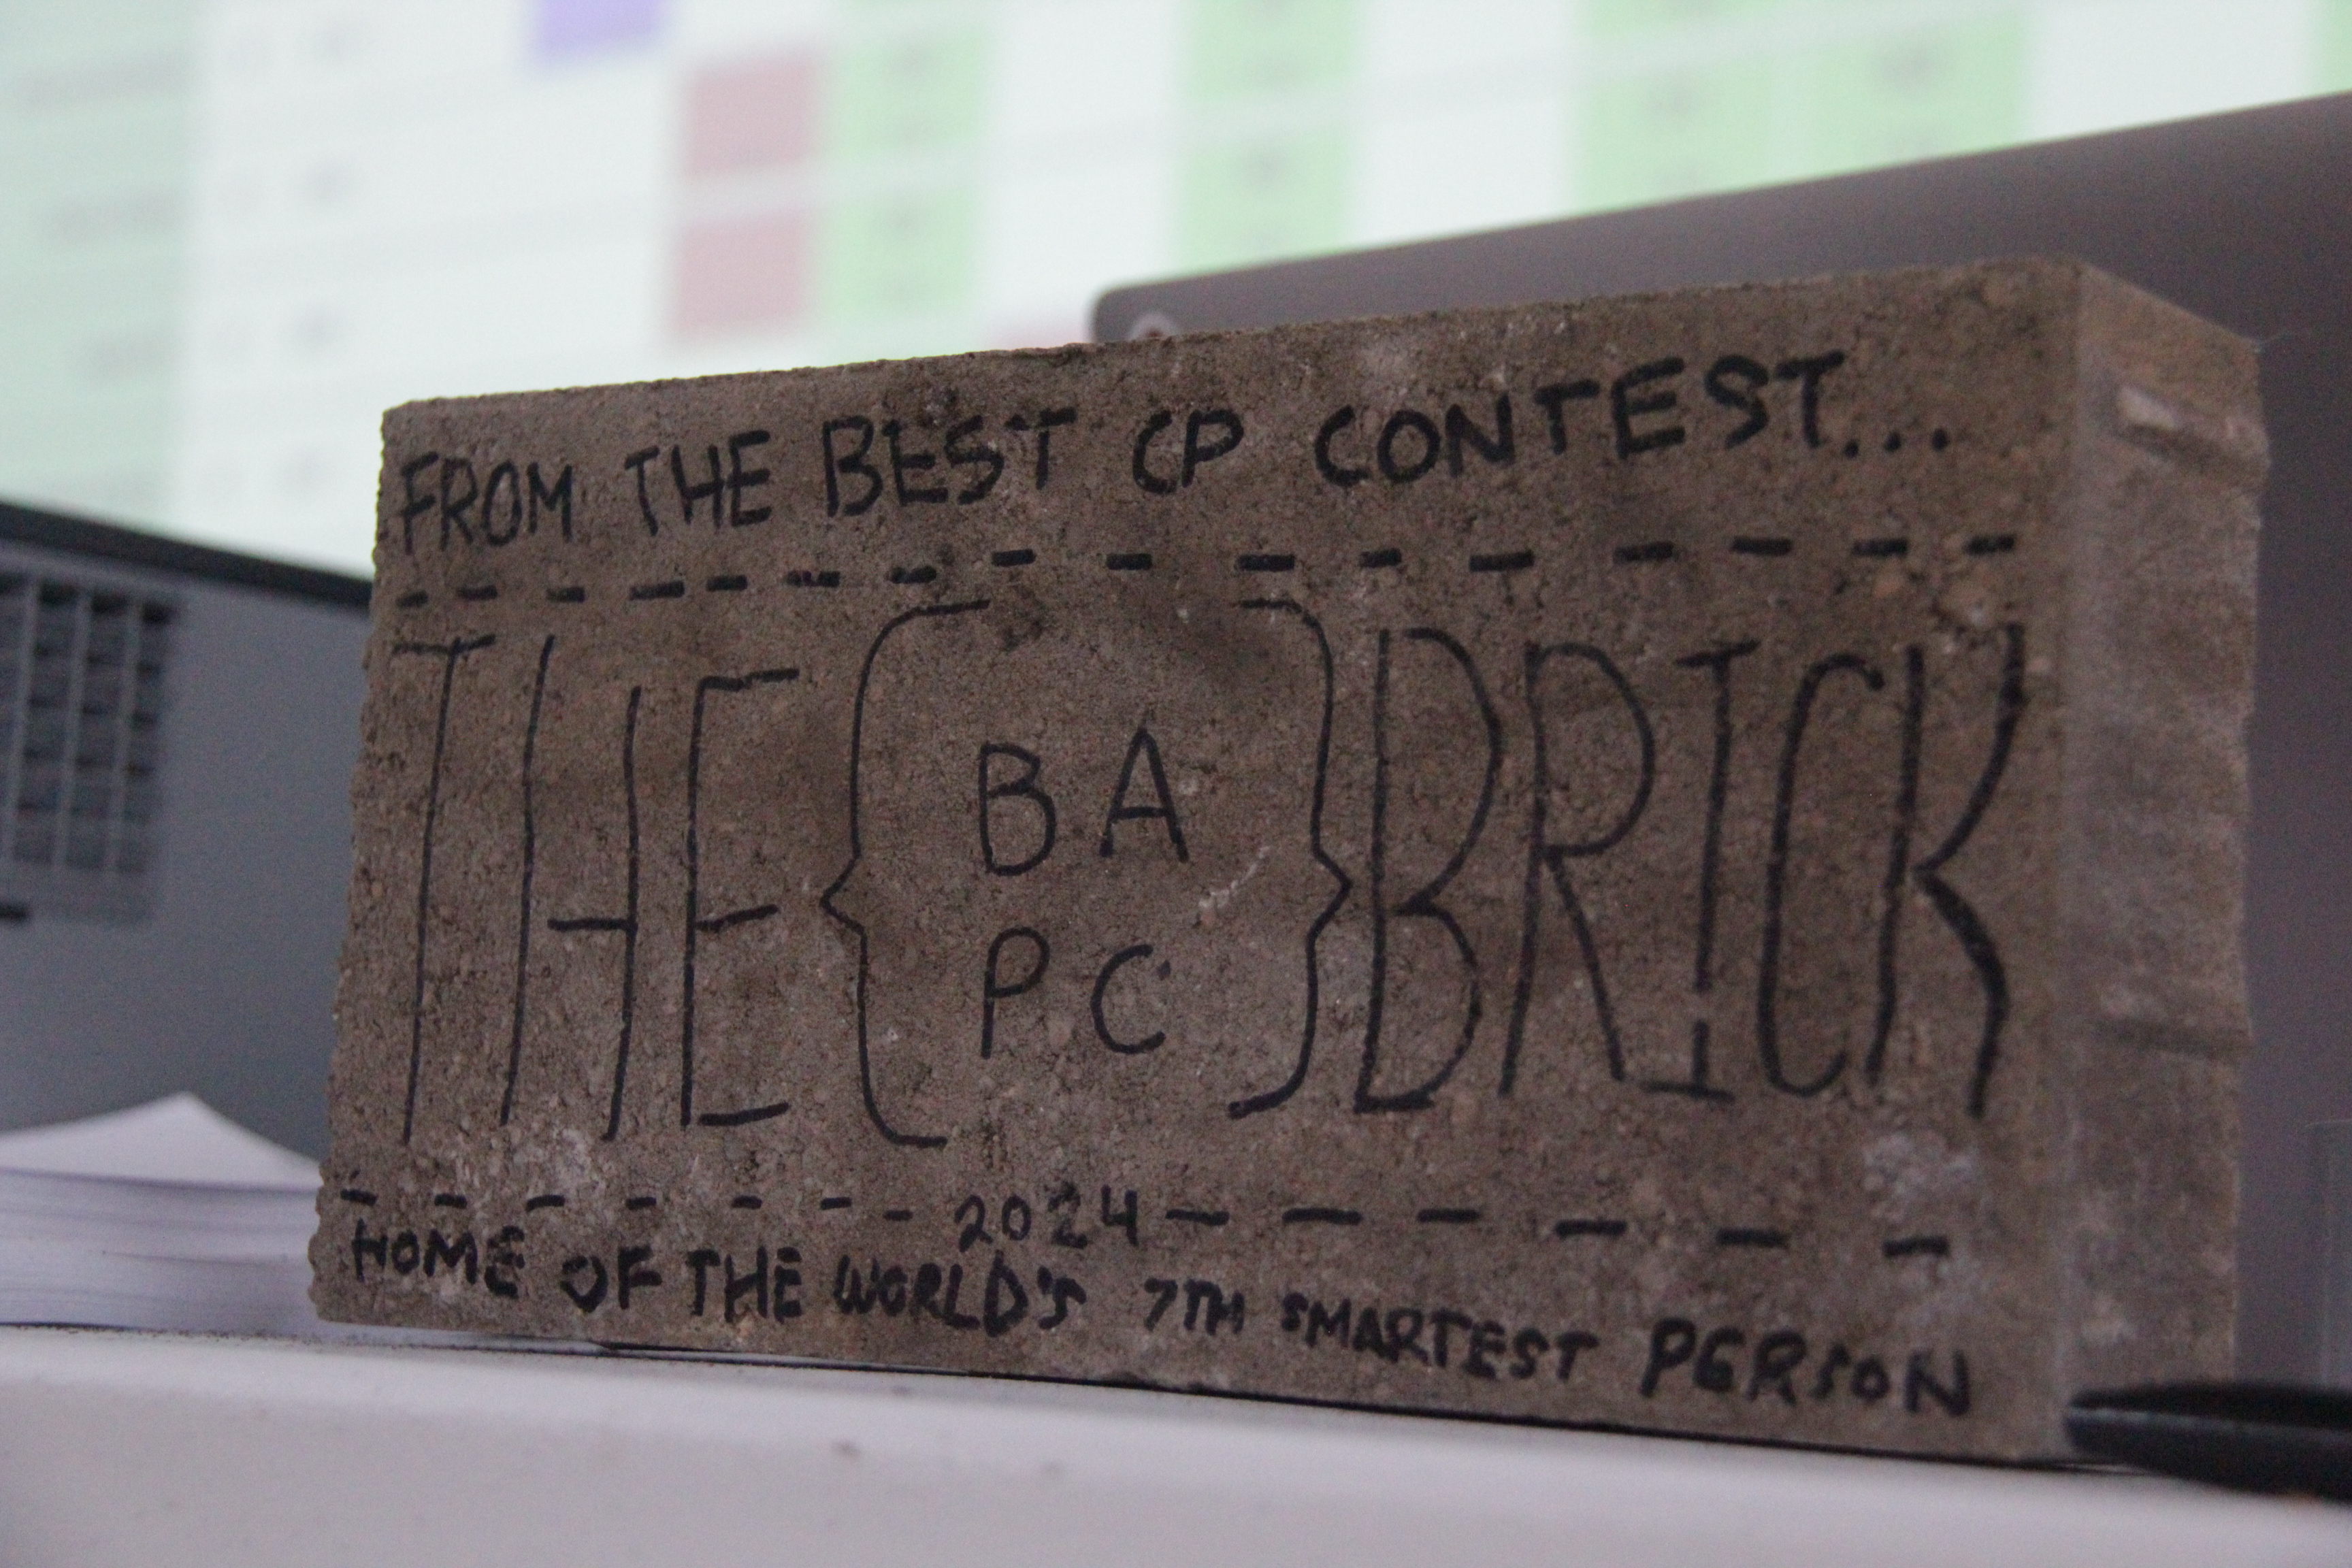 FROM THE BEST CP CONTEST...
THE { BA PC } BRICK
2024
HOME OF THE WORLD'S 7TH SMARTEST PERSON